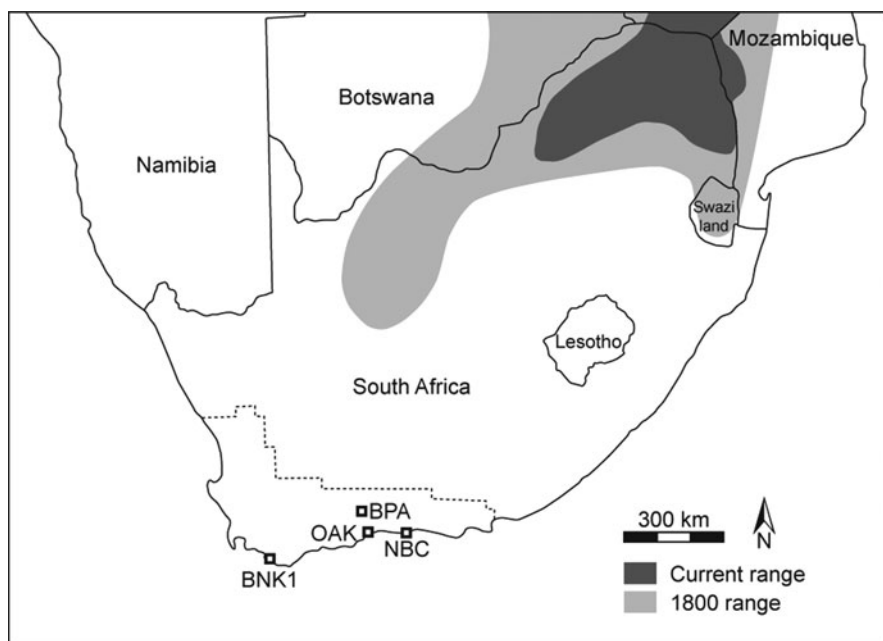 Mozambique
Botswana
Namibia
Swazi
land
Lesotho
South Africa
BPA
OAK
NBC
BNK1
300 km
N
Current range
1800 range